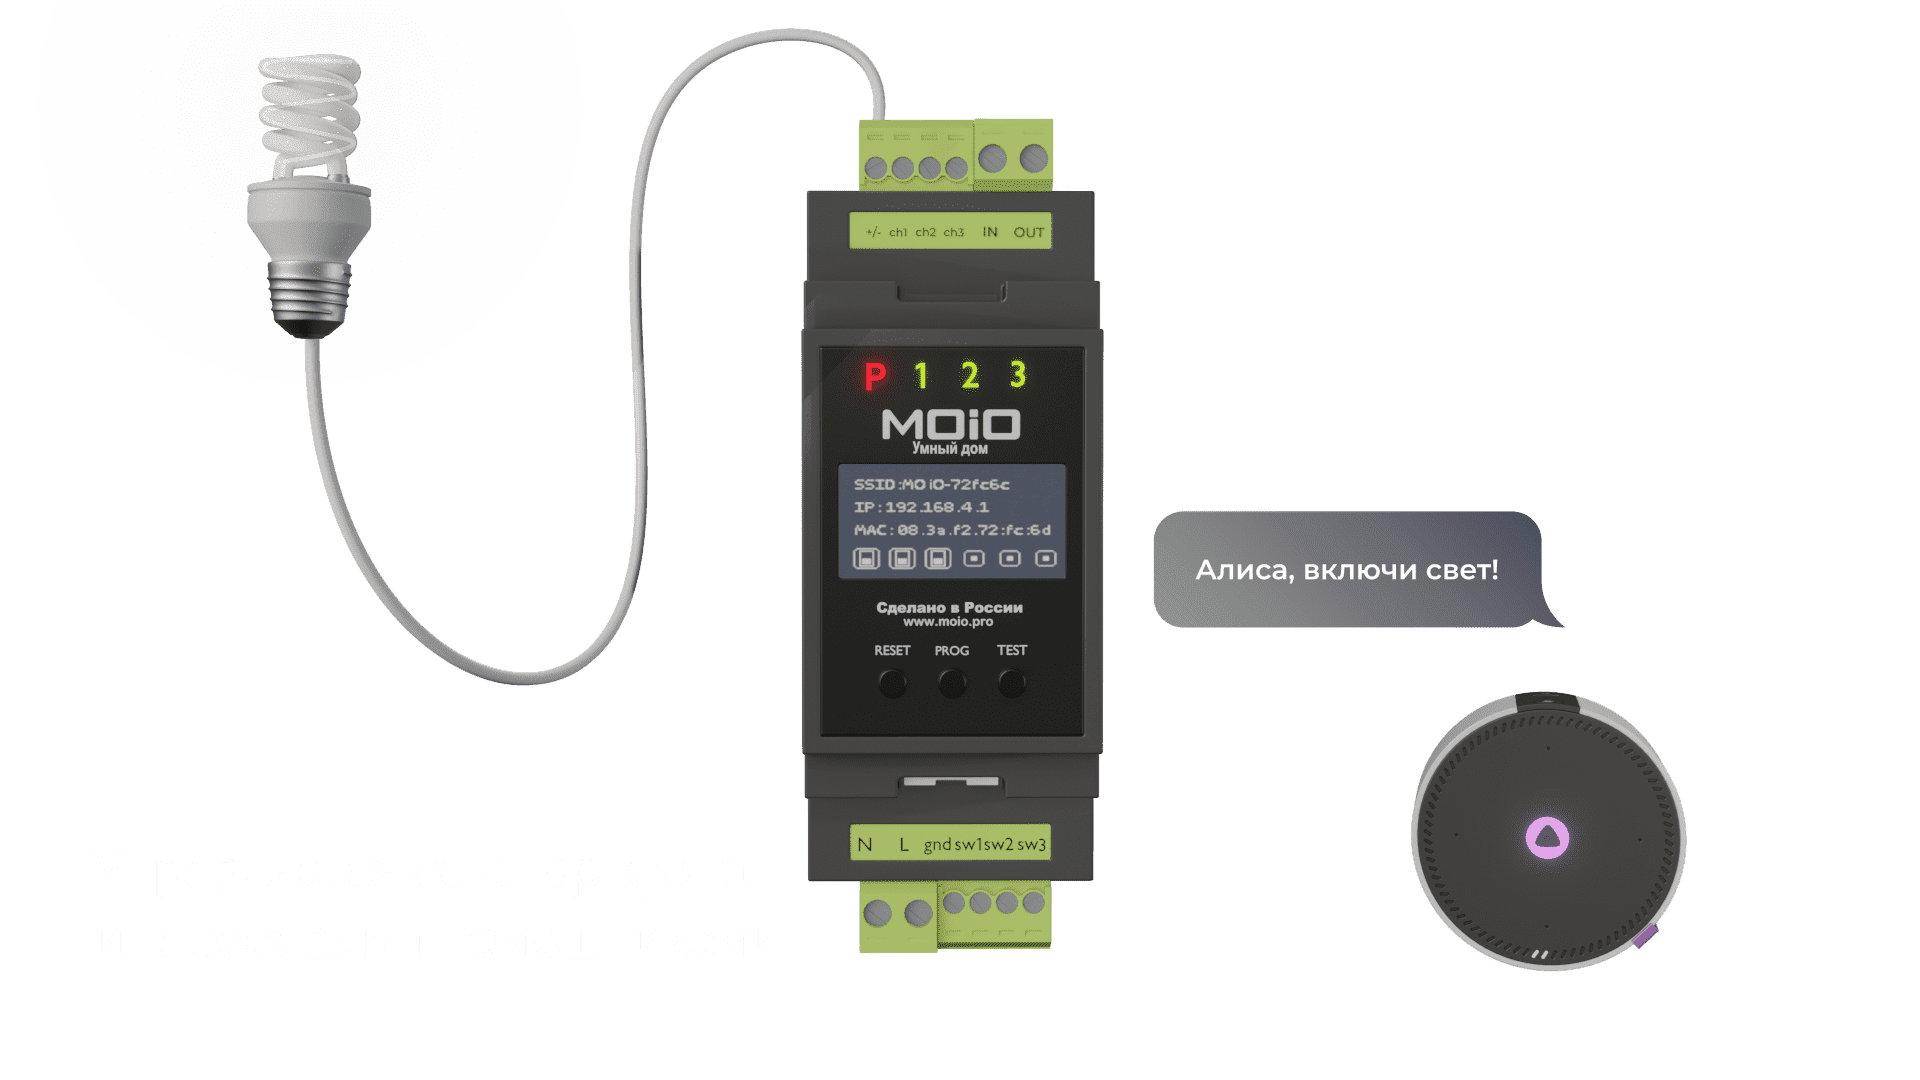 +/- ch1 ch2 ch3 IN OUT
P 1 2 3
MOiO
Умный дом
SSID:MOiO-72fc6c
IP:192.168.4.1
MAC:08.3a.f2.72:fc:6d
Сделано в России
www.moio.pro
RESET PROG TEST
N L gnd sw1 sw2 sw3
Алиса, включи свет!